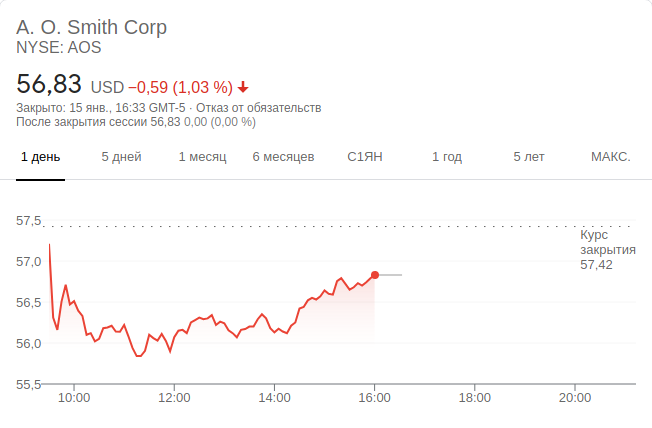 A. O. Smith Corp
NYSE: AOS
56,83 USD −0,59 (1,03 %)
Закрыто: 15 янв., 16:33 GMT-5 · Отказ от обязательств
После закрытия сессии 56,83 0,00 (0,00 %)
1 день 5 дней 1 месяц 6 месяцев С1ЯН 1 год 5 лет МАКС.
57,5
Курс
закрытия
57,42
57,0
56,5
56,0
55,5
10:00 12:00 14:00 16:00 18:00 20:00